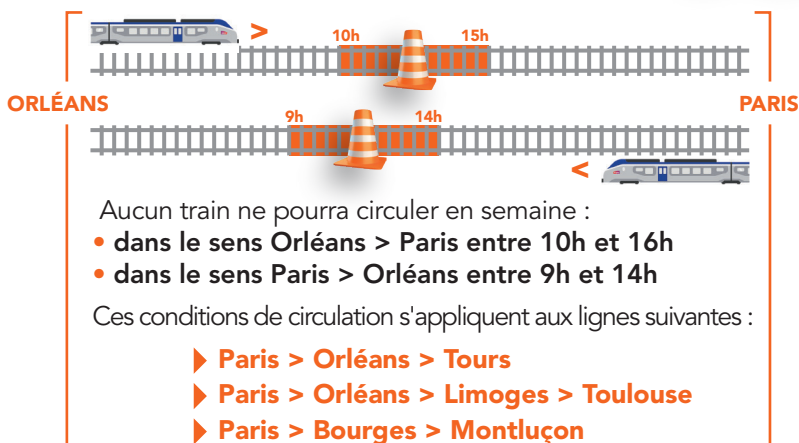 > 10h 15h
ORLÉANS PARIS
9h 14h
<
Aucun train ne pourra circuler en semaine :
• dans le sens Orléans > Paris entre 10h et 16h
• dans le sens Paris > Orléans entre 9h et 14h
Ces conditions de circulation s'appliquent aux lignes suivantes :
Paris > Orléans > Tours
Paris > Orléans > Limoges > Toulouse
Paris > Bourges > Montluçon